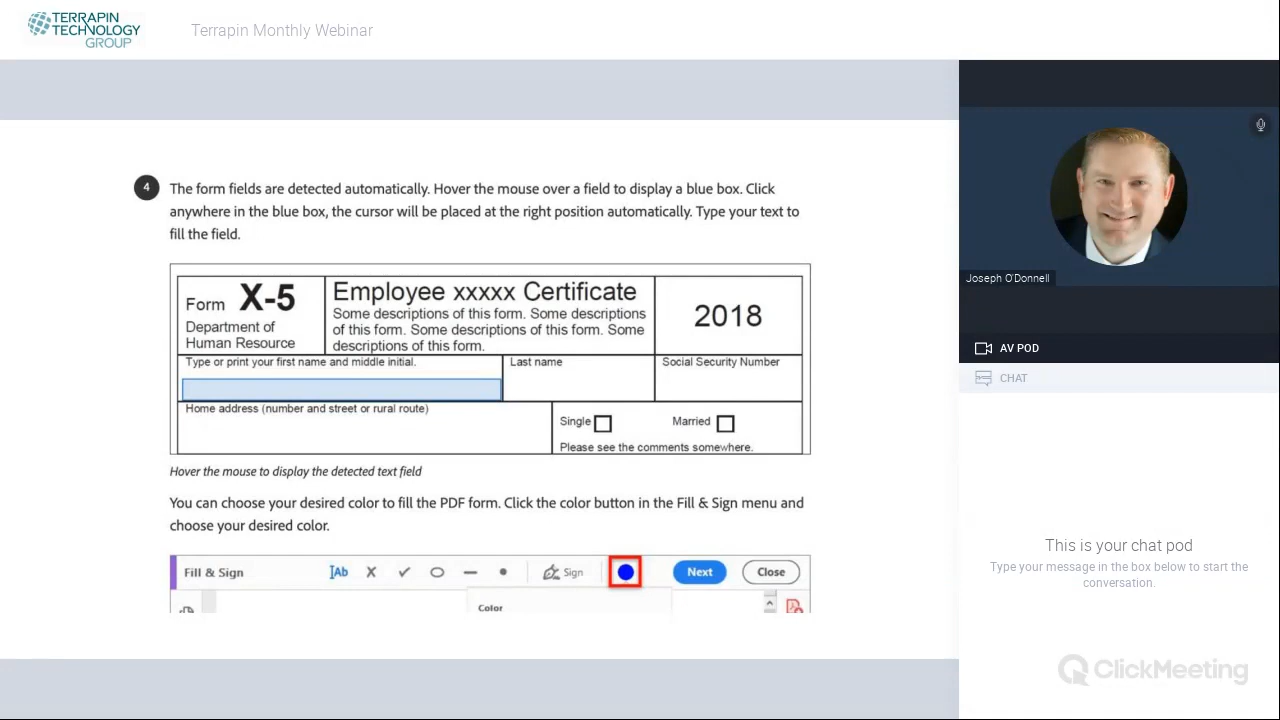 TERRAPIN
TECHNOLOGY
GROUP
Terrapin Monthly Webinar
4
The form fields are detected automatically. Hover the mouse over a field to display a blue box. Click
anywhere in the blue box, the cursor will be placed at the right position automatically. Type your text to
fill the field.
Form X-5
Department of
Human Resource
Employee xxxxx Certificate
Some descriptions of this form. Some descriptions
of this form. Some descriptions of this form. Some
descriptions of this form.
2018
Type or print your first name and middle initial.
Last name
Social Security Number
Home address (number and street or rural route)
Single
Married
Please see the comments somewhere.
Hover the mouse to display the detected text field
You can choose your desired color to fill the PDF form. Click the color button in the Fill & Sign menu and
choose your desired color.
Fill & Sign
Ab
Sign
Next
Close
Color
Joseph O'Donnell
AV POD
CHAT
This is your chat pod
Type your message in the box below to start the
conversation.
ClickMeeting